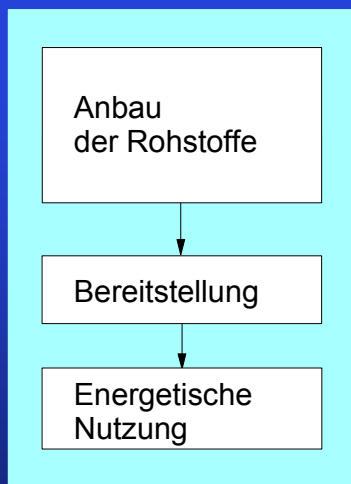 Anbau
der Rohstoffe
Bereitstellung
Energetische
Nutzung